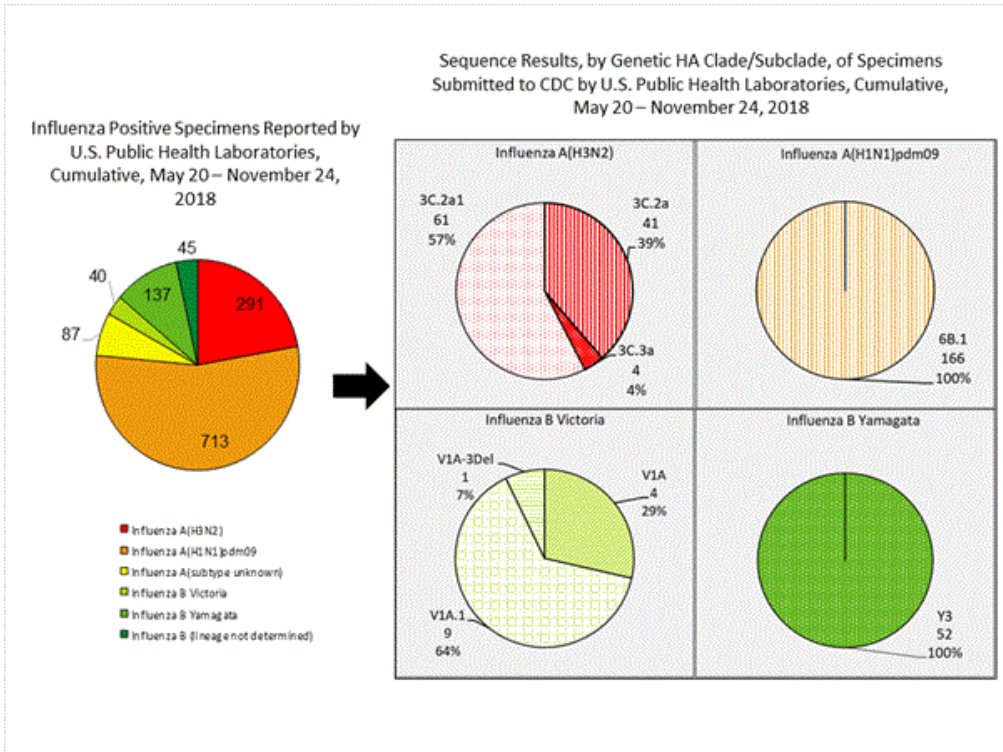 Influenza Positive Specimens Reported by
U.S. Public Health Laboratories,
Cumulative, May 20 – November 24,
2018
45
40
137
291
87
713
Influenza A(H3N2)
Influenza A(H1N1)pdm09
Influenza A(subtype unknown)
Influenza B Victoria
Influenza B Yamagata
Influenza B (lineage not determined)
Sequence Results, by Genetic HA Clade/Subclade, of Specimens
Submitted to CDC by U.S. Public Health Laboratories, Cumulative,
May 20 – November 24, 2018
Influenza A(H3N2)
3C.2a1
61
57%
3C.2a
41
39%
3C.3a
4
4%
Influenza A(H1N1)pdm09
6B.1
166
100%
Influenza B Victoria
V1A-3Del
1
7%
V1A
4
29%
V1A.1
9
64%
Influenza B Yamagata
Y3
52
100%